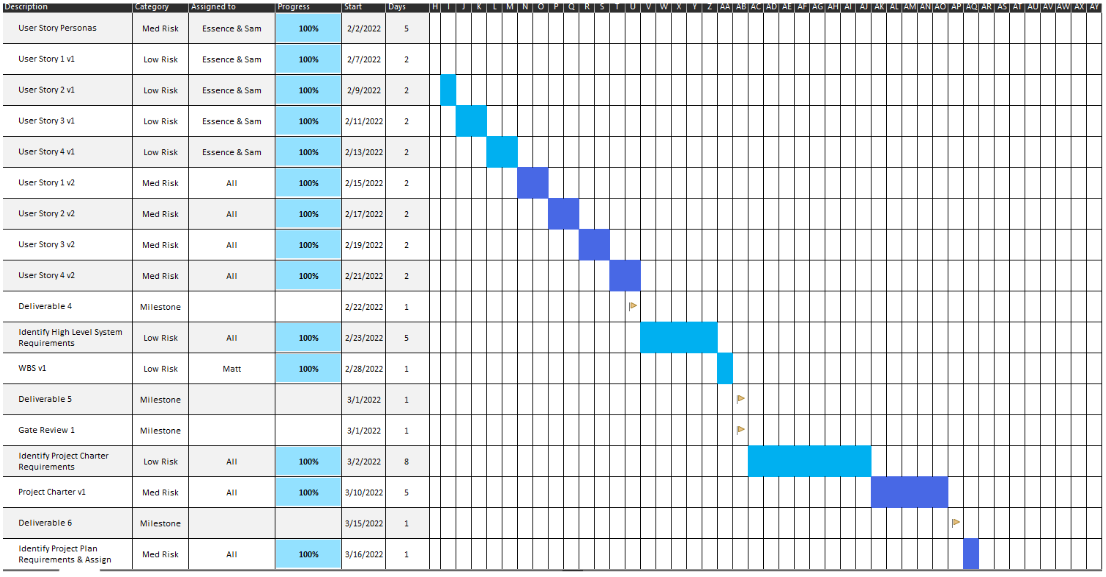 Description Category Assigned to Progress Start Days H I J K L M N O P Q R S T U V W X Y Z AA AB AC AD AE AF AG AH AI AJ AK AL AM AN AO AP AQ AR AS AT AU AV AW AX AY
User Story Personas Med Risk Essence & Sam 100% 2/2/2022 5
User Story 1 v1 Low Risk Essence & Sam 100% 2/7/2022 2
User Story 2 v1 Low Risk Essence & Sam 100% 2/9/2022 2
User Story 3 v1 Low Risk Essence & Sam 100% 2/11/2022 2
User Story 4 v1 Low Risk Essence & Sam 100% 2/13/2022 2
User Story 1 v2 Med Risk All 100% 2/15/2022 2
User Story 2 v2 Med Risk All 100% 2/17/2022 2
User Story 3 v2 Med Risk All 100% 2/19/2022 2
User Story 4 v2 Med Risk All 100% 2/21/2022 2
Deliverable 4 Milestone 2/22/2022 1
Identify High Level System
Requirements Low Risk All 100% 2/23/2022 5
WBS v1 Low Risk Matt 100% 2/28/2022 1
Deliverable 5 Milestone 3/1/2022 1
Gate Review 1 Milestone 3/1/2022 1
Identify Project Charter
Requirements Low Risk All 100% 3/2/2022 8
Project Charter v1 Med Risk All 100% 3/10/2022 5
Deliverable 6 Milestone 3/15/2022 1
Identify Project Plan
Requirements & Assign Med Risk All 100% 3/16/2022 1